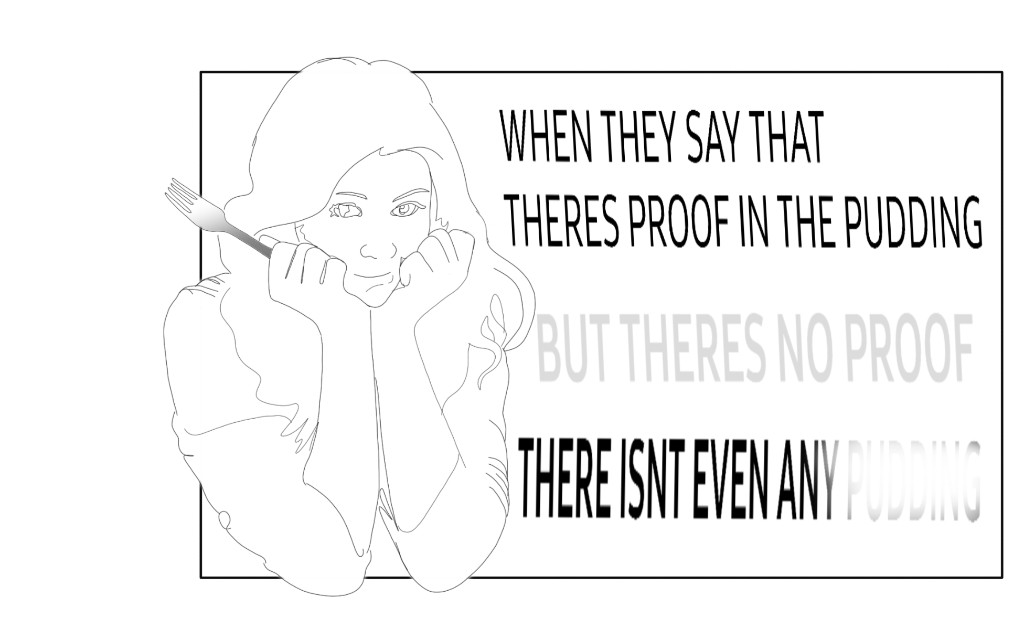 WHEN THEY SAY THAT
THERES PROOF IN THE PUDDING
BUT THERES NO PROOF
THERE ISNT EVEN ANY PUDDING